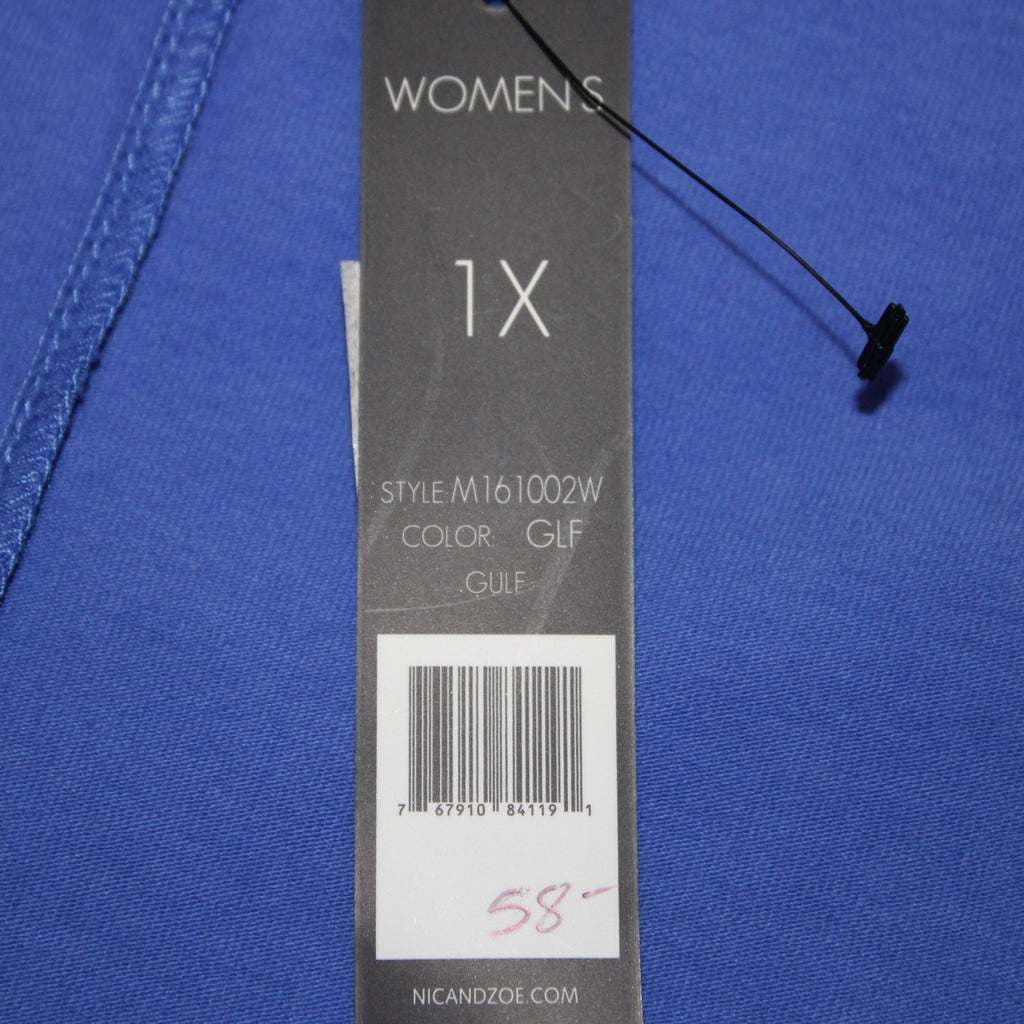 WOMEN'S
1X
STYLE: M161002W
COLOR: GLF
GULF
7 67910 84119 1
58-
NICANDZOE.COM